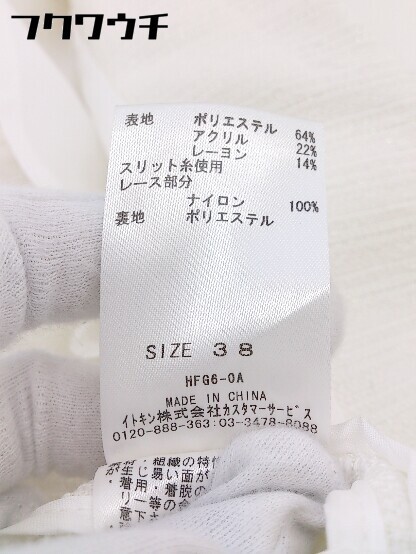 フクワウチ
表地 ポリエステル 64%
アクリル 22%
レーヨン 14%
スリット糸使用
レース部分
ナイロン 100%
裏地 ポリエステル
SIZE 38
HFG6-0A
MADE IN CHINA
イトキン株式会社カスタマーサービス
0120-888-363:03-3478-8088